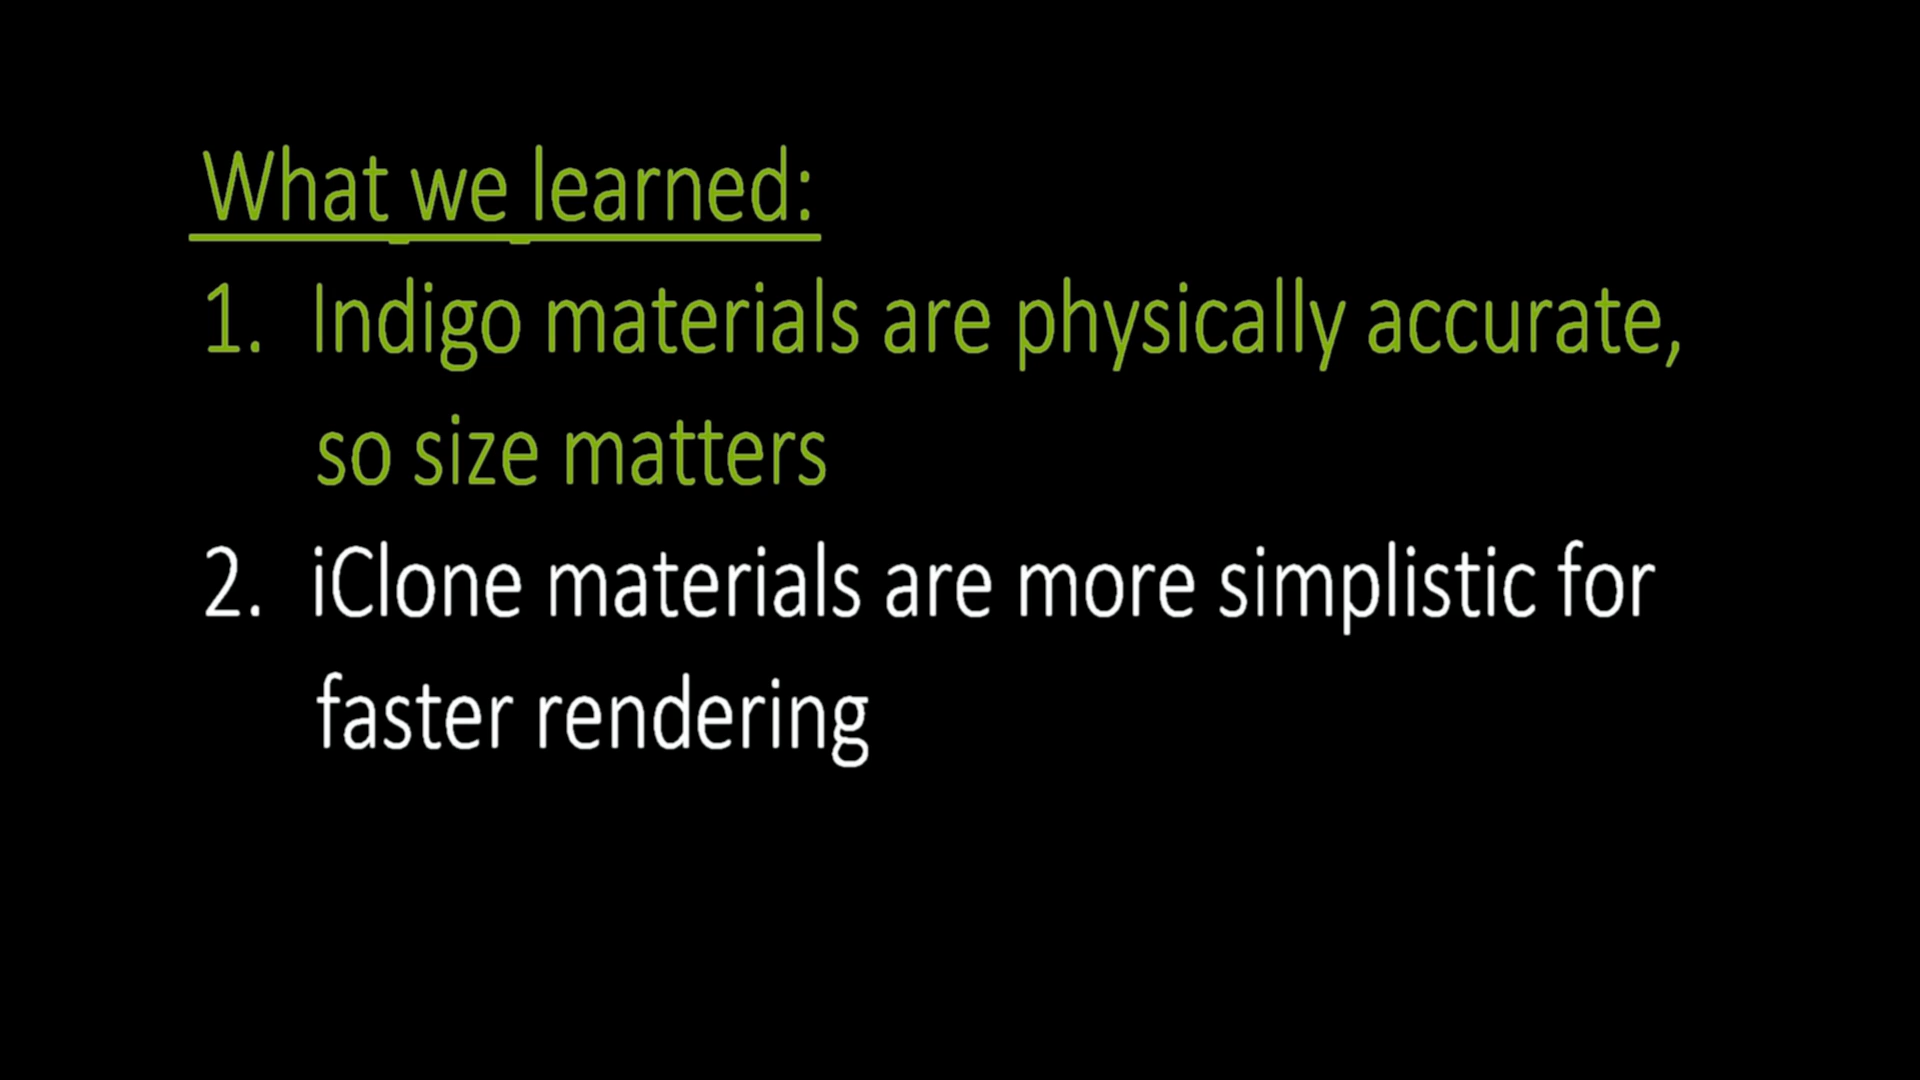 What we learned:
1. Indigo materials are physically accurate,
so size matters
2. iClone materials are more simplistic for
faster rendering